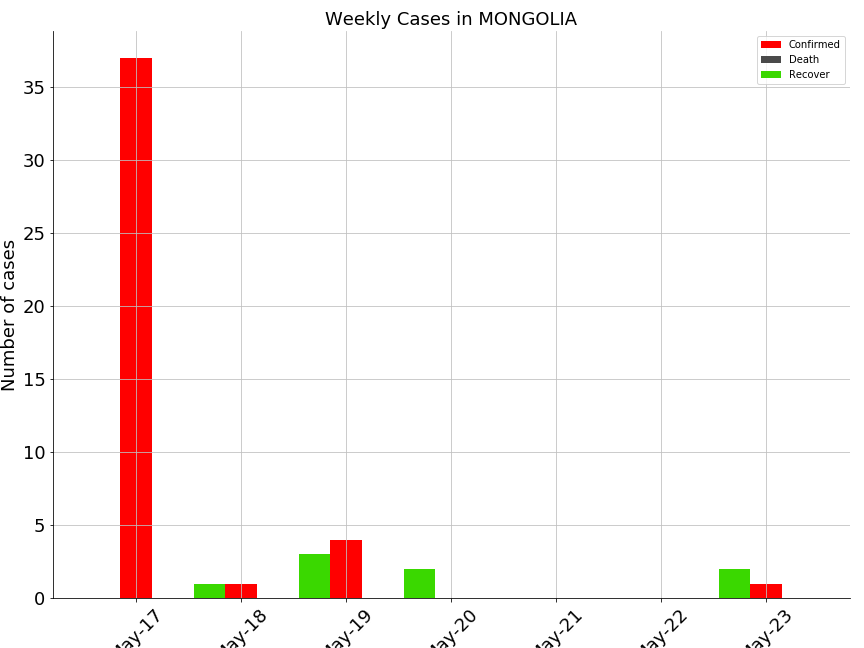 Weekly Cases in MONGOLIA
Confirmed
Death
Recover
Number of cases
35
30
25
20
15
10
5
0
May-17
May-18
May-19
May-20
May-21
May-22
May-23